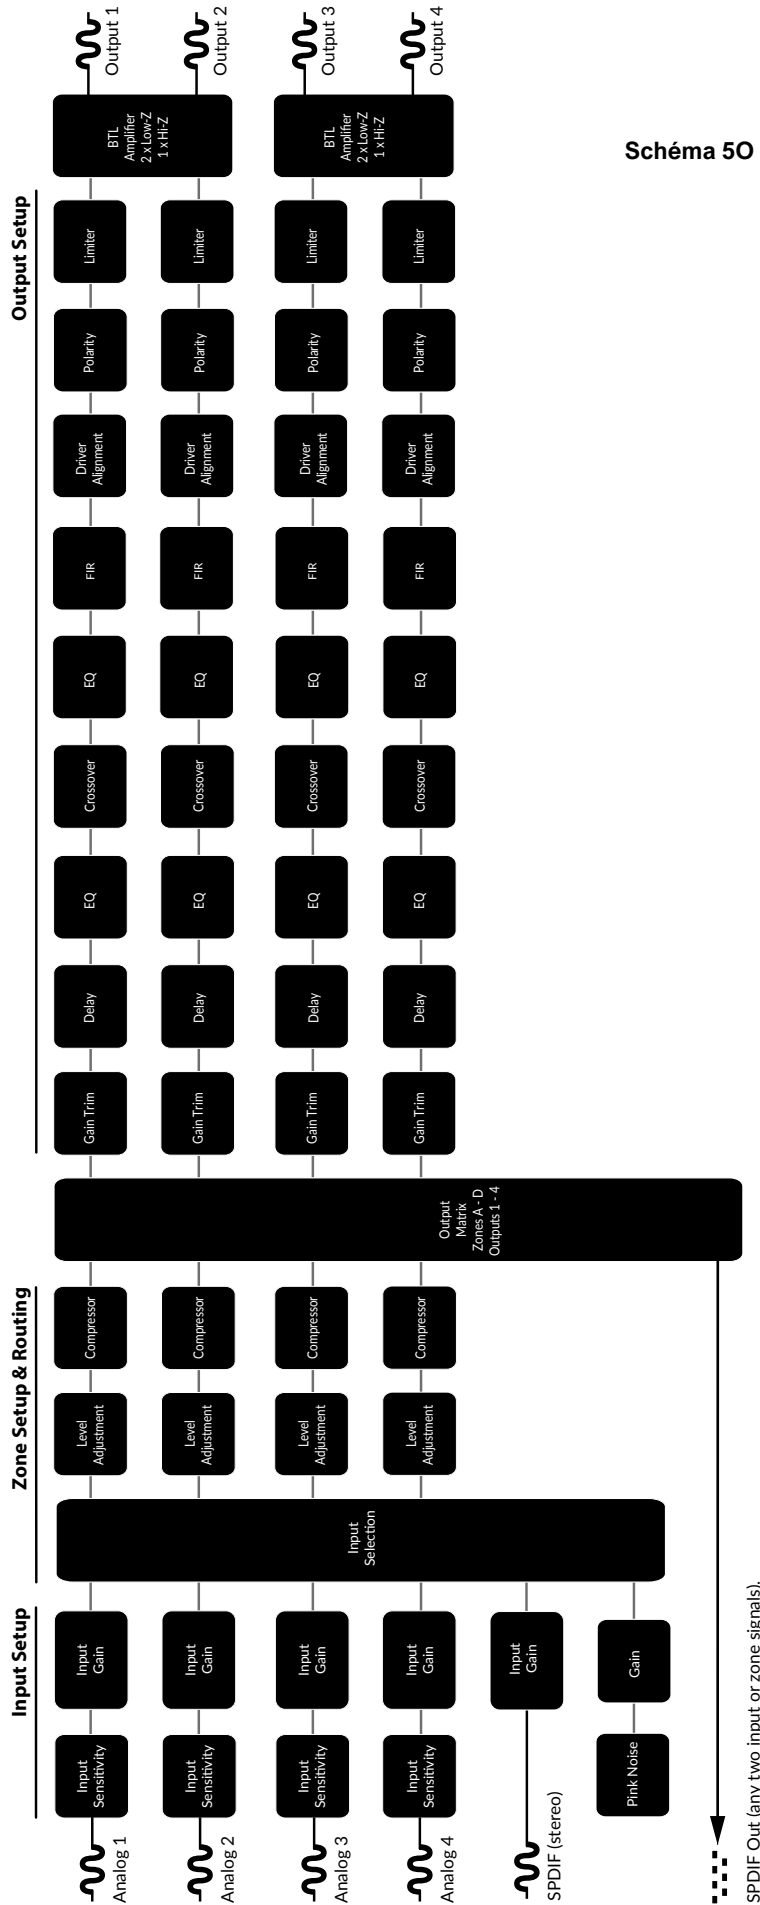 Schéma 5O
Input Setup
Zone Setup & Routing
Output Setup
Analog 1
Input
Sensitivity
Input
Gain
Level
Adjustment
Compressor
Gain Trim
Delay
EQ
Crossover
EQ
FIR
Driver
Alignment
Polarity
Limiter
Output 1
Analog 2
Input
Sensitivity
Input
Gain
Level
Adjustment
Compressor
Gain Trim
Delay
EQ
Crossover
EQ
FIR
Driver
Alignment
Polarity
Limiter
Output 2
BTL
Amplifier
2 x Low-Z
1 x Hi-Z
Analog 3
Input
Sensitivity
Input
Gain
Level
Adjustment
Compressor
Gain Trim
Delay
EQ
Crossover
EQ
FIR
Driver
Alignment
Polarity
Limiter
Output 3
Analog 4
Input
Sensitivity
Input
Gain
Level
Adjustment
Compressor
Gain Trim
Delay
EQ
Crossover
EQ
FIR
Driver
Alignment
Polarity
Limiter
Output 4
BTL
Amplifier
2 x Low-Z
1 x Hi-Z
Input
Selection
Output
Matrix
Zones A - D
Outputs 1 - 4
SPDIF (stereo)
Input
Gain
Pink Noise
Gain
SPDIF Out (any two input or zone signals).